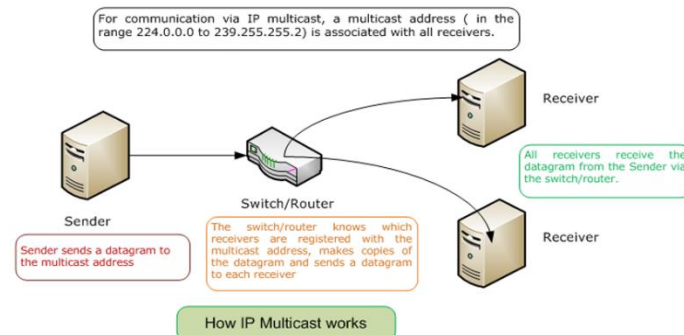 For communication via IP multicast, a multicast address ( in the
range 224.0.0.0 to 239.255.255.2) is associated with all receivers.
Receiver
All receivers receive the
datagram from the Sender via
the switch/router.
Switch/Router
Sender
Sender sends a datagram to
the multicast address
The switch/router knows which
receivers are registered with the
multicast address, makes copies of
the datagram and sends a datagram
to each receiver
Receiver
How IP Multicast works